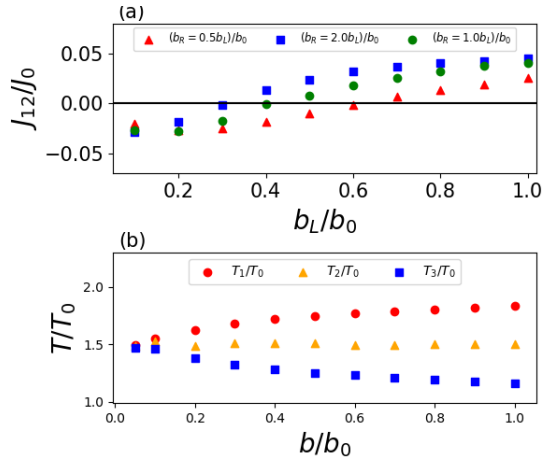 (a)
(b_R = 0.5b_L)/b_0 (b_R = 2.0b_L)/b_0 (b_R = 1.0b_L)/b_0
J_12/J_0
0.05
0.00
−0.05
0.2 0.4 0.6 0.8 1.0
b_L/b_0
(b)
T_1/T_0 T_2/T_0 T_3/T_0
T/T_0
2.0
1.5
1.0
0.0 0.2 0.4 0.6 0.8 1.0
b/b_0